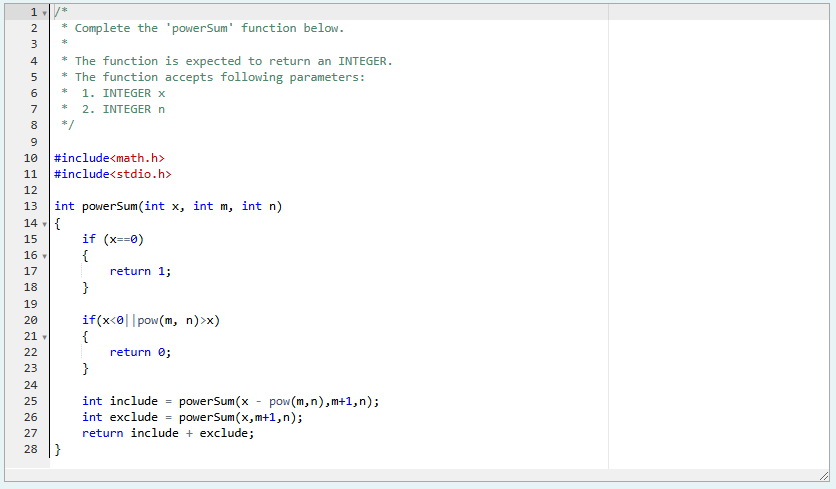 1 /*
2  * Complete the 'powerSum' function below.
3  *
4  * The function is expected to return an INTEGER.
5  * The function accepts following parameters:
6  *  1. INTEGER x
7  *  2. INTEGER n
8  */
9
10 #include<math.h>
11 #include<stdio.h>
12
13 int powerSum(int x, int m, int n)
14 {
15     if (x==0)
16     {
17         return 1;
18     }
19
20     if(x<0||pow(m, n)>x)
21     {
22         return 0;
23     }
24
25     int include = powerSum(x - pow(m,n),m+1,n);
26     int exclude = powerSum(x,m+1,n);
27     return include + exclude;
28 }